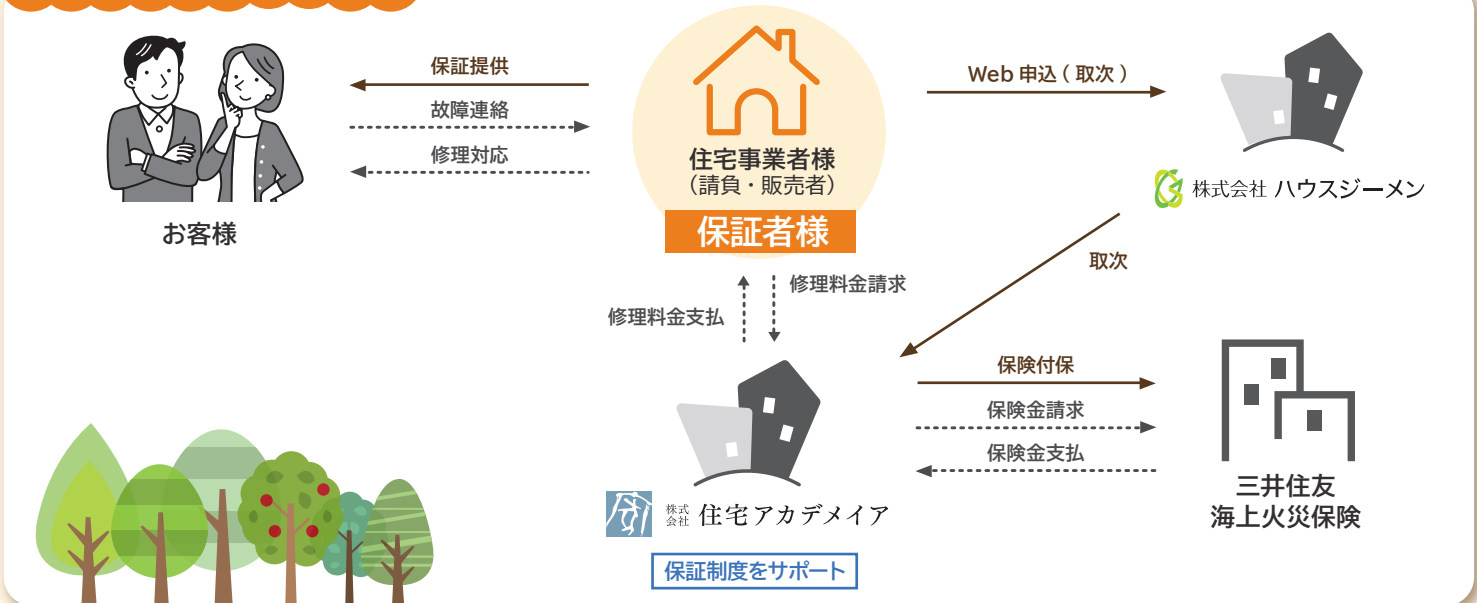 保証提供
故障連絡
修理対応
お客様
住宅事業者様
（請負・販売者）
保証者様
Web 申込 ( 取次 )
株式会社 ハウスジーメン
取次
修理料金支払
修理料金請求
保険付保
保険金請求
保険金支払
株式会社 住宅アカデメイア
保証制度をサポート
三井住友
海上火災保険